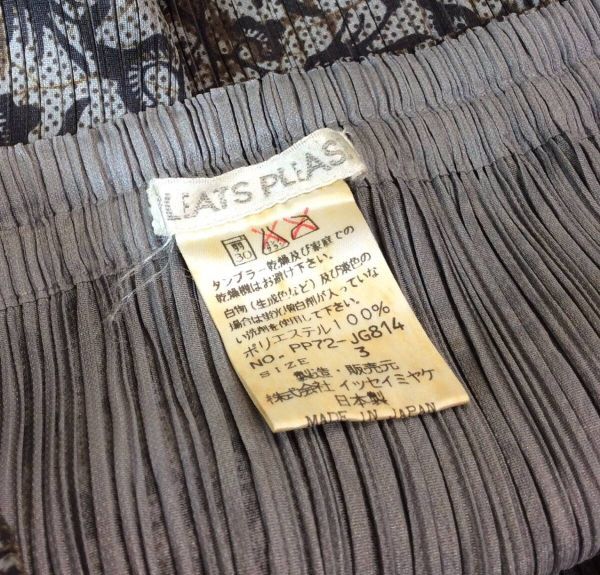 LEATS PLEAS
弱
30
タンブラー乾燥及び家庭での
乾燥機はお避け下さい。
白物(生成色など)及び淡色の
場合は蛍光増白剤が入っていな
い洗剤を使用して下さい。
ポリエステル100%
NO. PP72-JG814
SIZE 3
製造・販売元
株式会社 イッセイミヤケ
日本製
MADE IN JAPAN